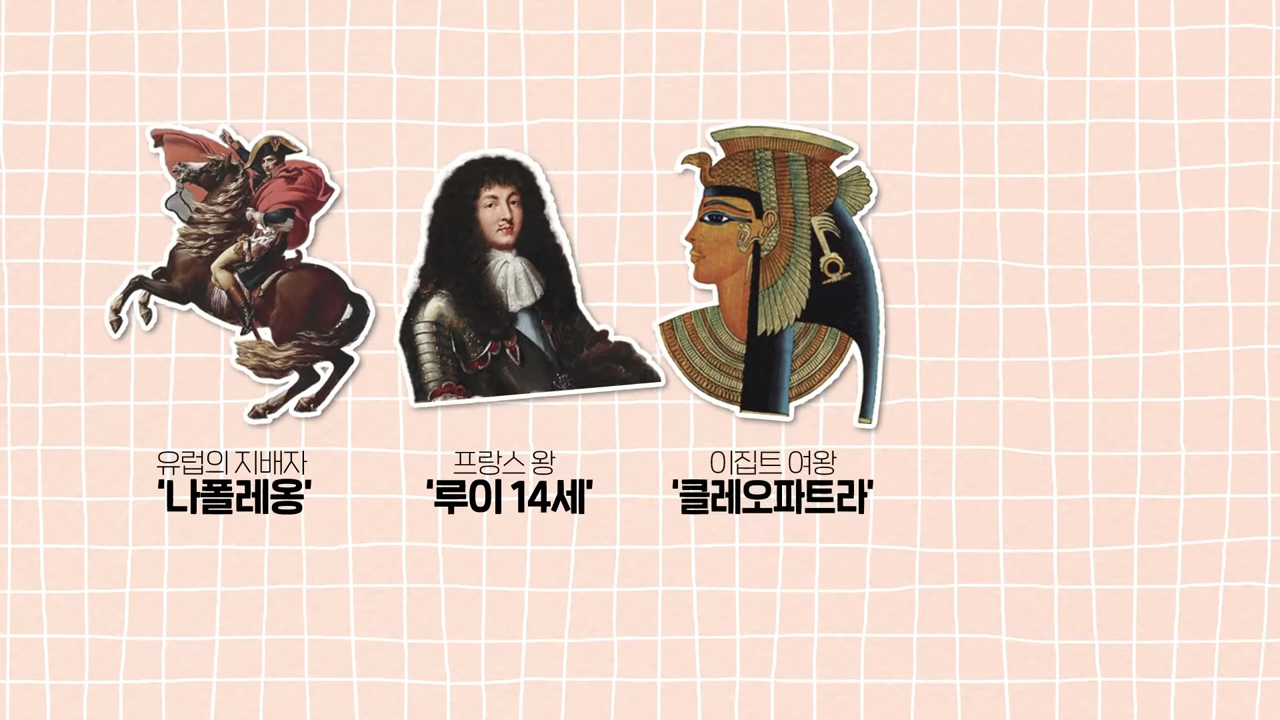 유럽의 지배자
'나폴레옹'
프랑스 왕
'루이 14세'
이집트 여왕
'클레오파트라'